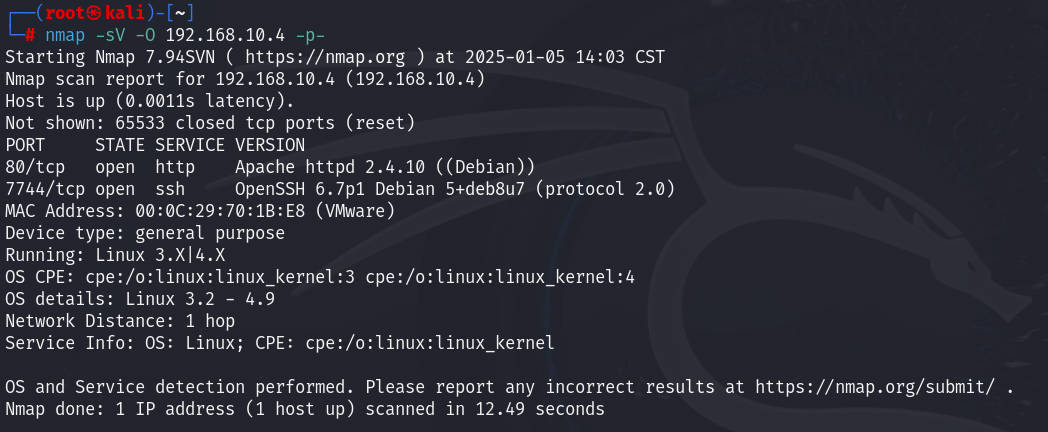 ┌──(root㉿kali)-[~]
└─# nmap -sV -O 192.168.10.4 -p-
Starting Nmap 7.94SVN ( https://nmap.org ) at 2025-01-05 14:03 CST
Nmap scan report for 192.168.10.4 (192.168.10.4)
Host is up (0.0011s latency).
Not shown: 65533 closed tcp ports (reset)
PORT     STATE SERVICE VERSION
80/tcp   open  http    Apache httpd 2.4.10 ((Debian))
7744/tcp open  ssh     OpenSSH 6.7p1 Debian 5+deb8u7 (protocol 2.0)
MAC Address: 00:0C:29:70:1B:E8 (VMware)
Device type: general purpose
Running: Linux 3.X|4.X
OS CPE: cpe:/o:linux:linux_kernel:3 cpe:/o:linux:linux_kernel:4
OS details: Linux 3.2 - 4.9
Network Distance: 1 hop
Service Info: OS: Linux; CPE: cpe:/o:linux:linux_kernel

OS and Service detection performed. Please report any incorrect results at https://nmap.org/submit/ .
Nmap done: 1 IP address (1 host up) scanned in 12.49 seconds